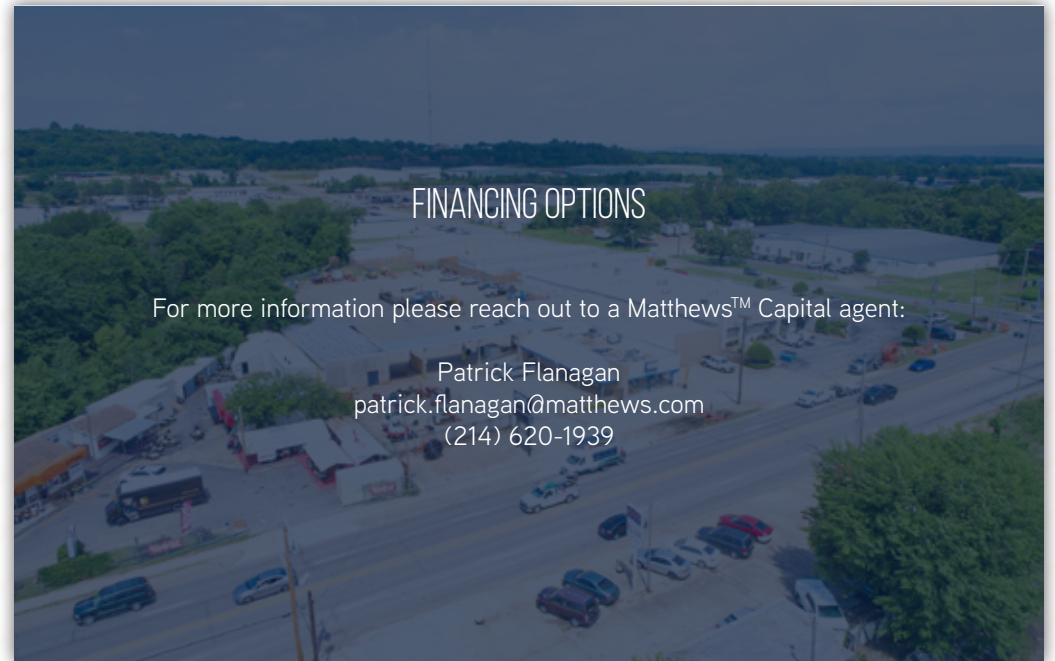 FINANCING OPTIONS
For more information please reach out to a Matthews™ Capital agent:
Patrick Flanagan
patrick.flanagan@matthews.com
(214) 620-1939